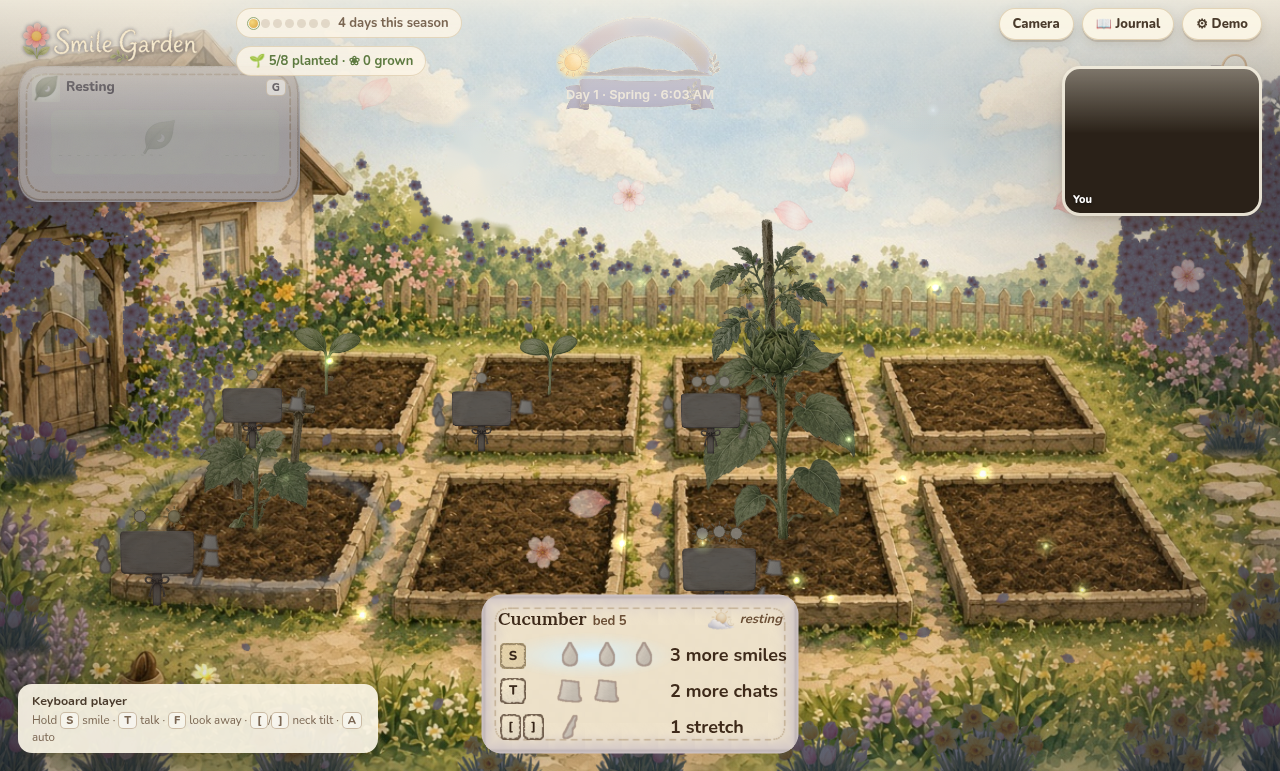 Smile Garden
4 days this season
🌱 5/8 planted · ❀ 0 grown
Day 1 · Spring · 6:03 AM
Camera
📖 Journal
⚙ Demo
Resting
G
You
Cucumber bed 5
resting
S 3 more smiles
T 2 more chats
[ ] 1 stretch
Keyboard player
Hold S smile · T talk · F look away · [ / ] neck tilt · A
auto